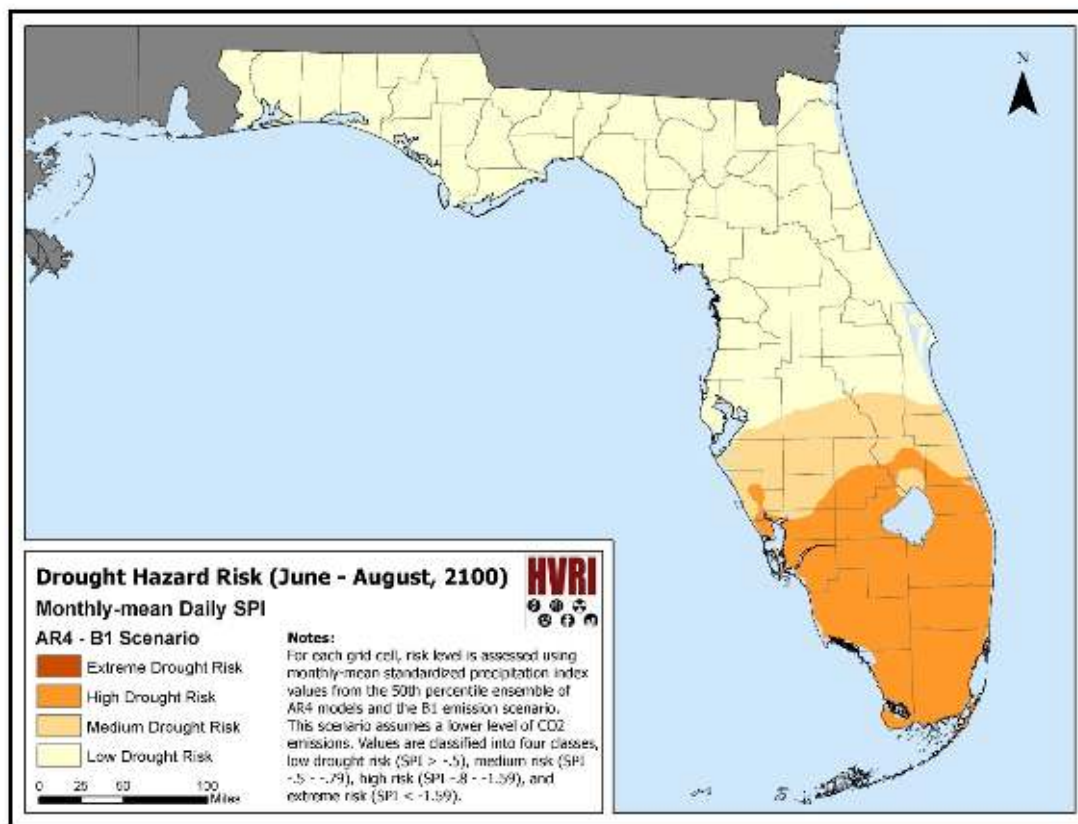 N
Drought Hazard Risk (June - August, 2100)
Monthly-mean Daily SPI
AR4 - B1 Scenario
Extreme Drought Risk
High Drought Risk
Medium Drought Risk
Low Drought Risk
0 25 50 100
Miles
HVRI
Notes:
For each grid cell, risk level is assessed using
monthly-mean standardized precipitation index
values from the 50th percentile ensemble of
AR4 models and the B1 emission scenario.
This scenario assumes a lower level of CO2
emissions. Values are classified into four classes,
low drought risk (SPI > -.5), medium risk (SPI
-.5 - -.79), high risk (SPI -.8 - -1.59), and
extreme risk (SPI < -1.59).